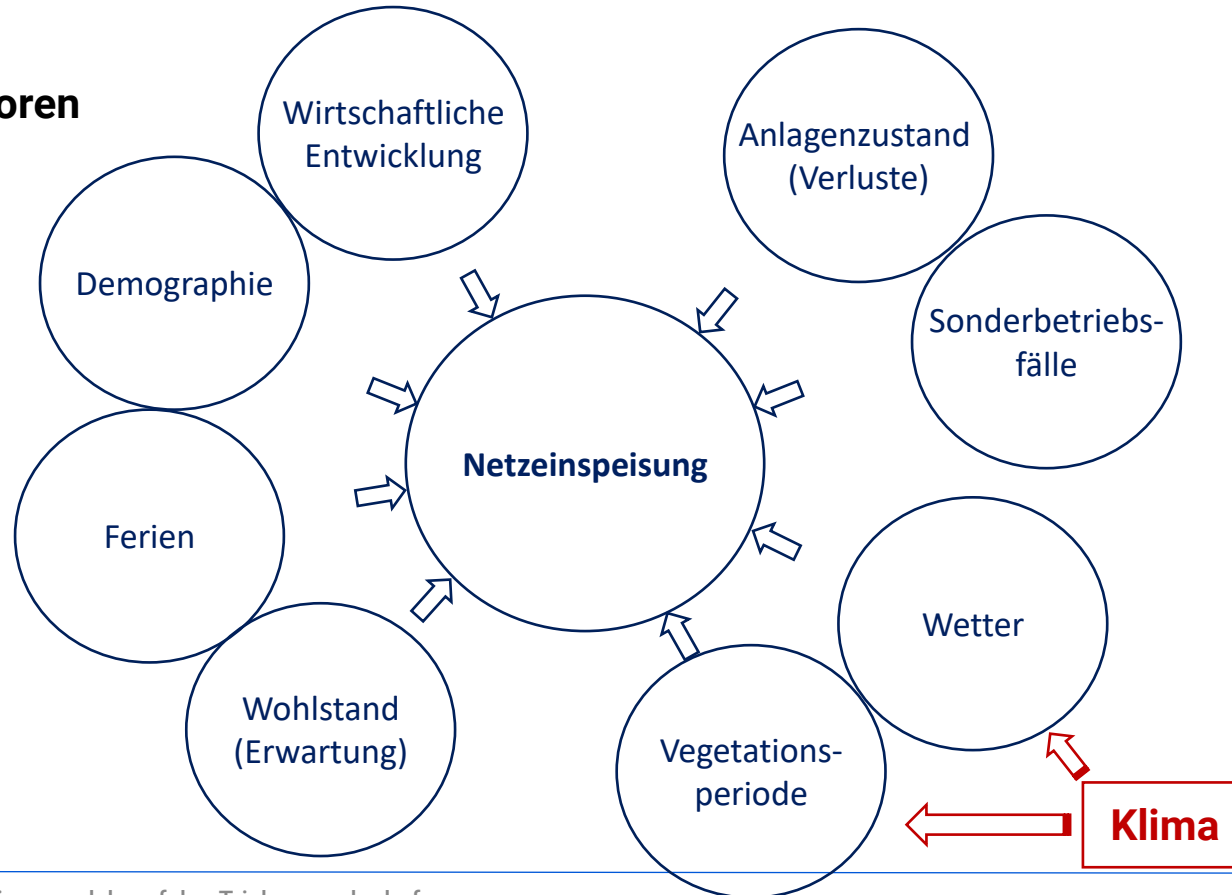 oren
Wirtschaftliche
Entwicklung
Anlagenzustand
(Verluste)
Demographie
Sonderbetriebs-
fälle
Netzeinspeisung
Ferien
Wetter
Wohlstand
(Erwartung)
Vegetations-
periode
Klima